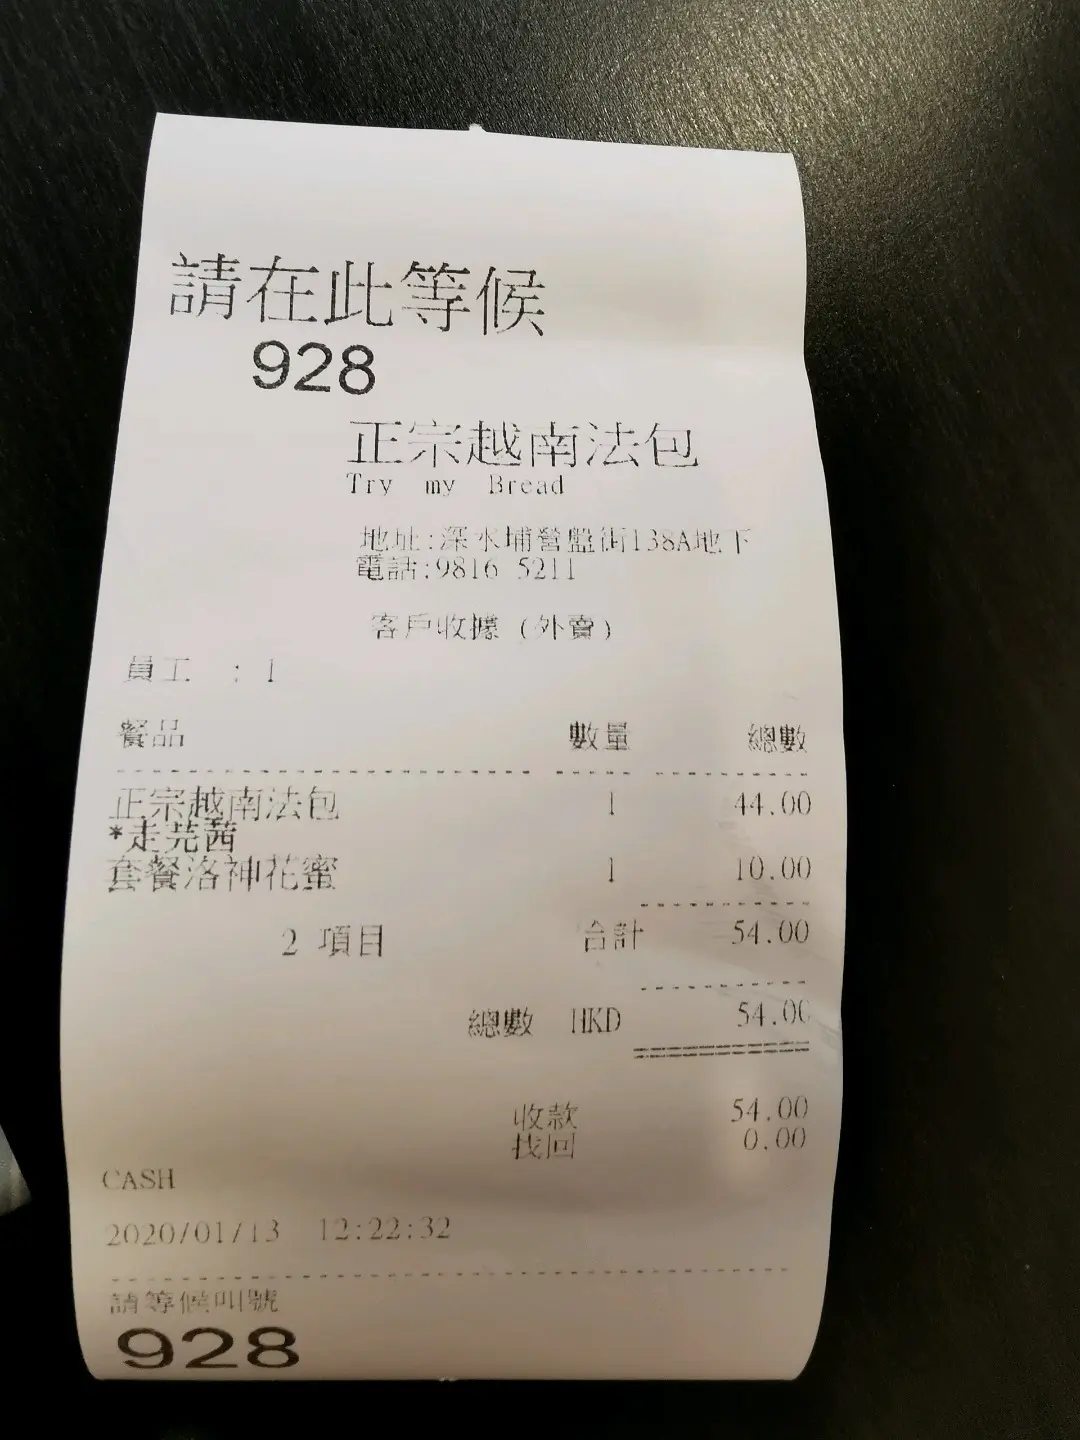 請在此等候
928
正宗越南法包
Try my Bread
地址:深水埔營盤街138A地下
電話:9816 5211
客戶收據 (外賣)
員工 : 1
餐品 數量 總數
正宗越南法包 1 44.00
*走芫茜
套餐洛神花蜜 1 10.00
2 項目 合計 54.00
總數 HKD 54.00
收款 54.00
找回 0.00
CASH
2020/01/13 12:22:32
請等候叫號
928